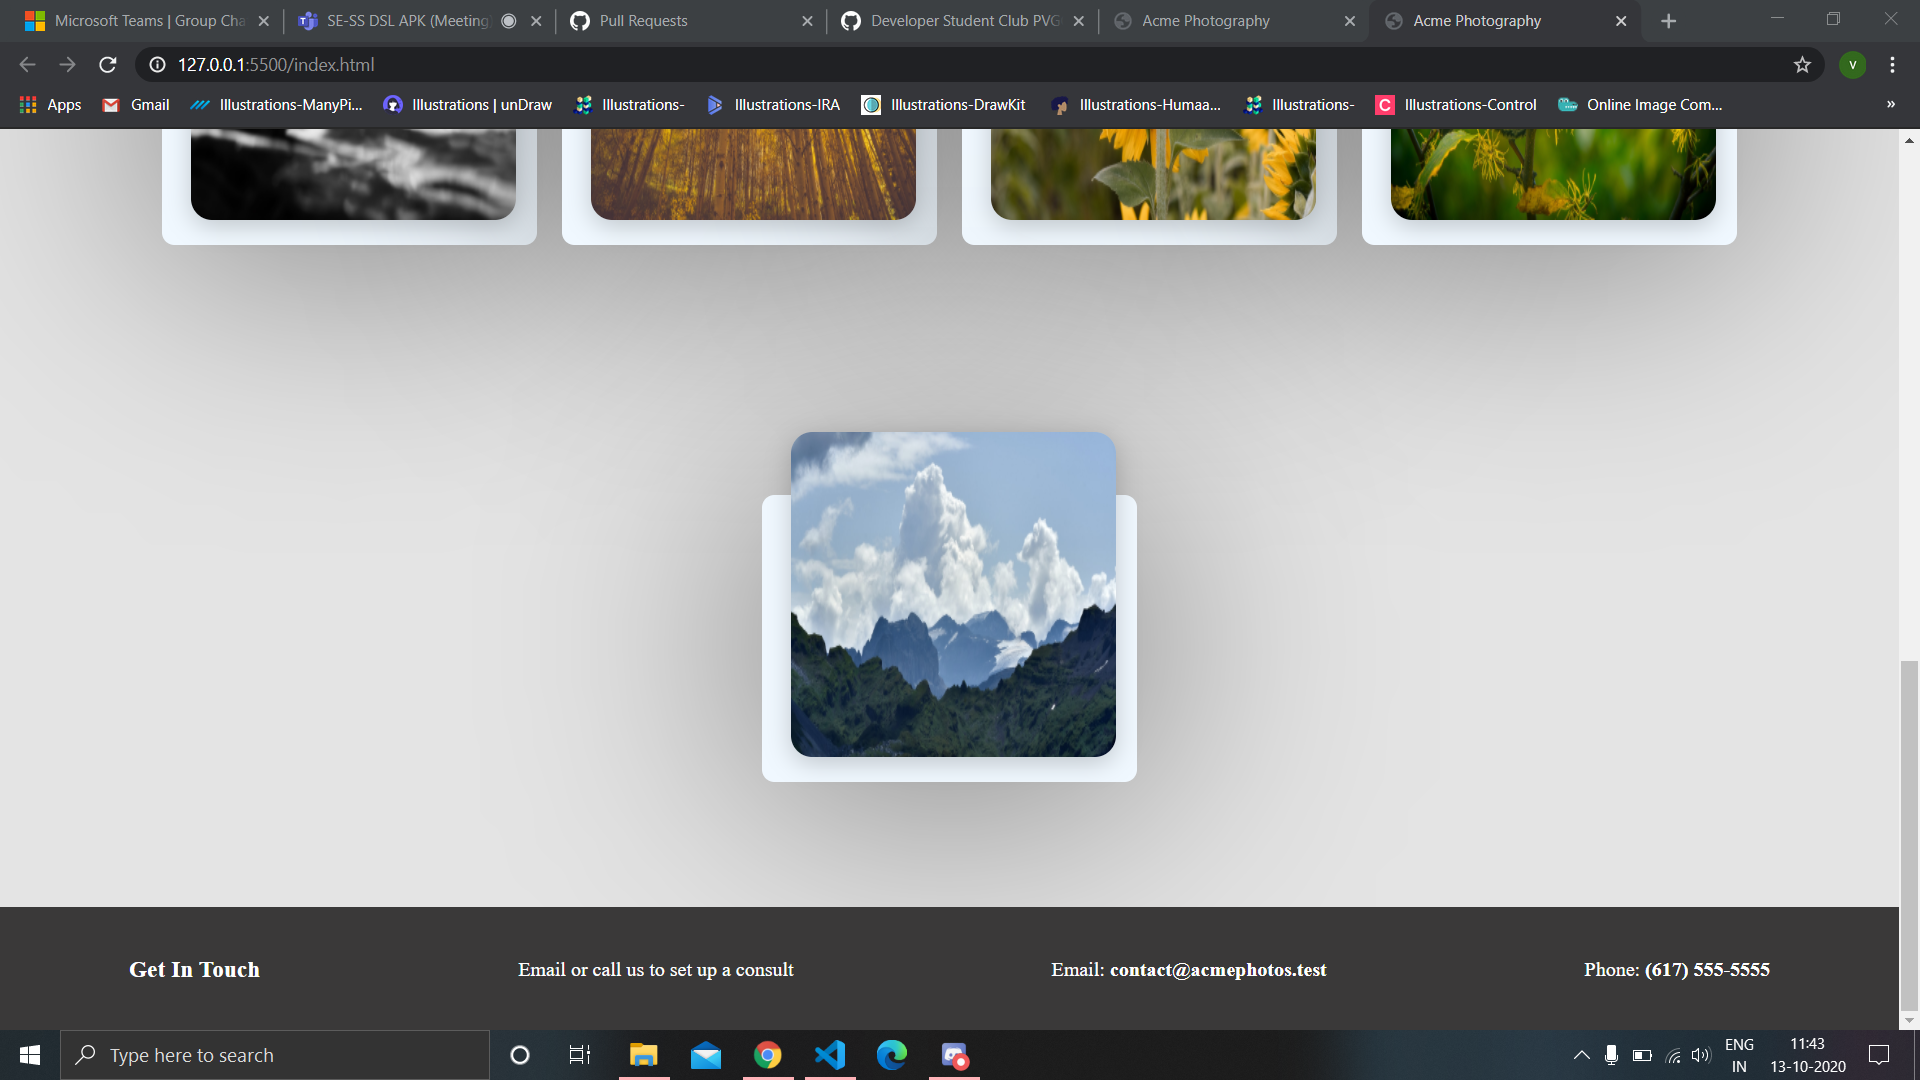 Microsoft Teams | Group Cha
SE-SS DSL APK (Meeting
Pull Requests
Developer Student Club PVG
Acme Photography
Acme Photography
127.0.0.1:5500/index.html
V
Apps
Gmail
Illustrations-ManyPi...
Illustrations | unDraw
Illustrations-
Illustrations-IRA
Illustrations-DrawKit
Illustrations-Humaa...
Illustrations-
Illustrations-Control
Online Image Com...
»
Get In Touch
Email or call us to set up a consult
Email: contact@acmephotos.test
Phone: (617) 555-5555
Type here to search
ENG
IN
11:43
13-10-2020